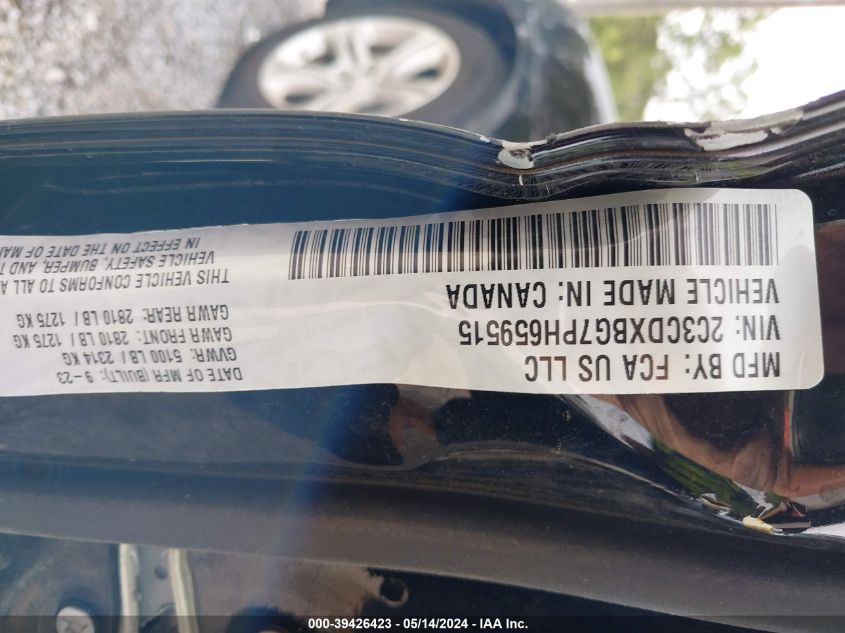 MFD BY: FCA US LLC
VIN: 2C3CDXBG7PH659515
VEHICLE MADE IN: CANADA
DATE OF MFR (BUILT): 9-23
GVWR: 5100 LB / 2314 KG
GAWR FRONT: 2810 LB / 1275 KG
GAWR REAR: 2810 LB / 1275 KG
THIS VEHICLE CONFORMS TO ALL
VEHICLE SAFETY, BUMPER, AND
IN EFFECT ON THE DATE OF
000-39426423 - 05/14/2024 - IAA Inc.